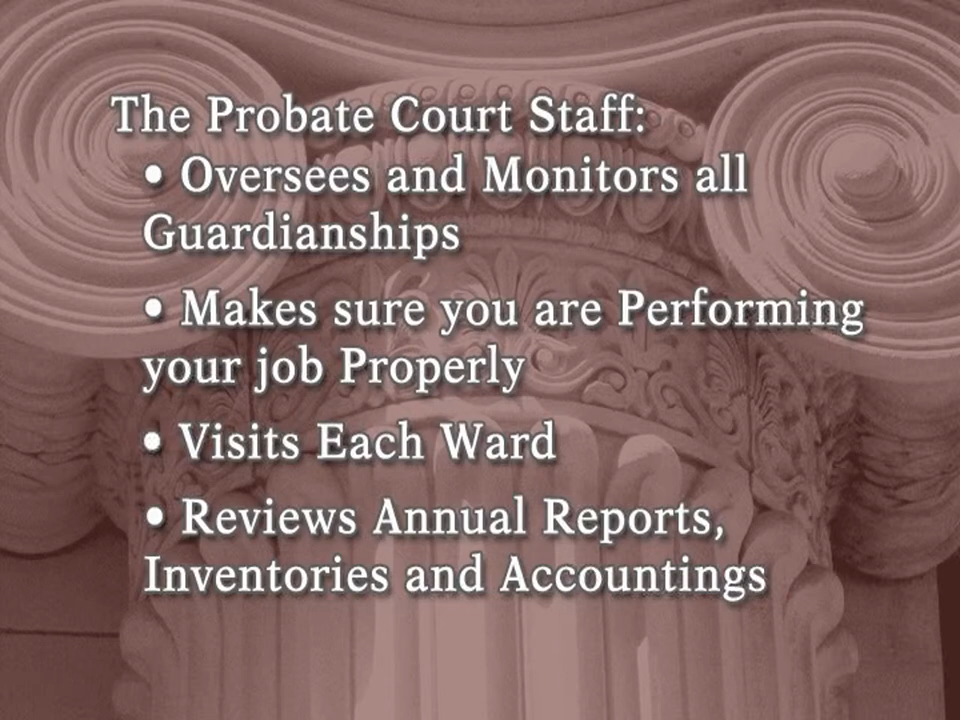 The Probate Court Staff:
• Oversees and Monitors all
Guardianships
• Makes sure you are Performing
your job Properly
• Visits Each Ward
• Reviews Annual Reports,
Inventories and Accountings